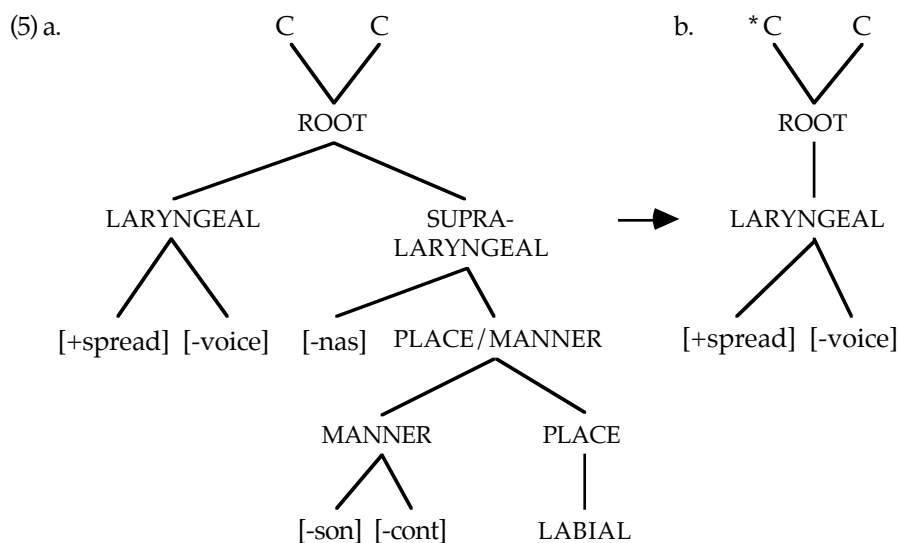 (5) a. C C b. *C C
ROOT ROOT
LARYNGEAL SUPRA- LARYNGEAL
LARYNGEAL
[+spread] [-voice] [-nas] PLACE/MANNER [+spread] [-voice]
MANNER PLACE
[-son] [-cont] LABIAL